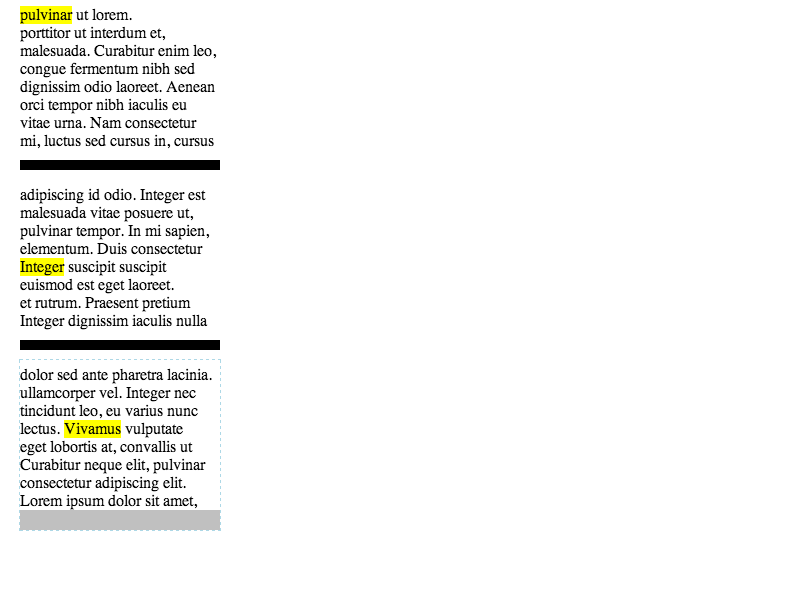 pulvinar ut lorem.
porttitor ut interdum et,
malesuada. Curabitur enim leo,
congue fermentum nibh sed
dignissim odio laoreet. Aenean
orci tempor nibh iaculis eu
vitae urna. Nam consectetur
mi, luctus sed cursus in, cursus
adipiscing id odio. Integer est
malesuada vitae posuere ut,
pulvinar tempor. In mi sapien,
elementum. Duis consectetur
Integer suscipit suscipit
euismod est eget laoreet.
et rutrum. Praesent pretium
Integer dignissim iaculis nulla
dolor sed ante pharetra lacinia.
ullamcorper vel. Integer nec
tincidunt leo, eu varius nunc
lectus. Vivamus vulputate
eget lobortis at, convallis ut
Curabitur neque elit, pulvinar
consectetur adipiscing elit.
Lorem ipsum dolor sit amet,